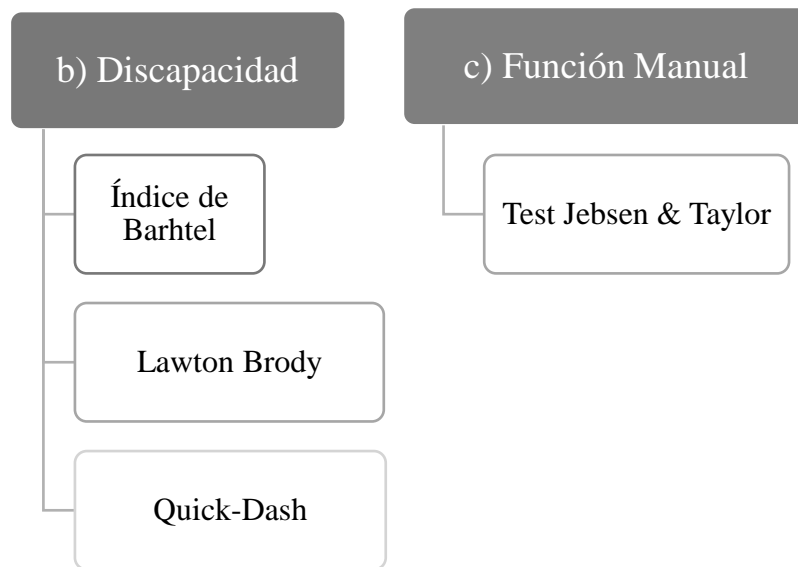 b) Discapacidad
Índice de
Barhtel
Lawton Brody
Quick-Dash
c) Función Manual
Test Jebsen & Taylor